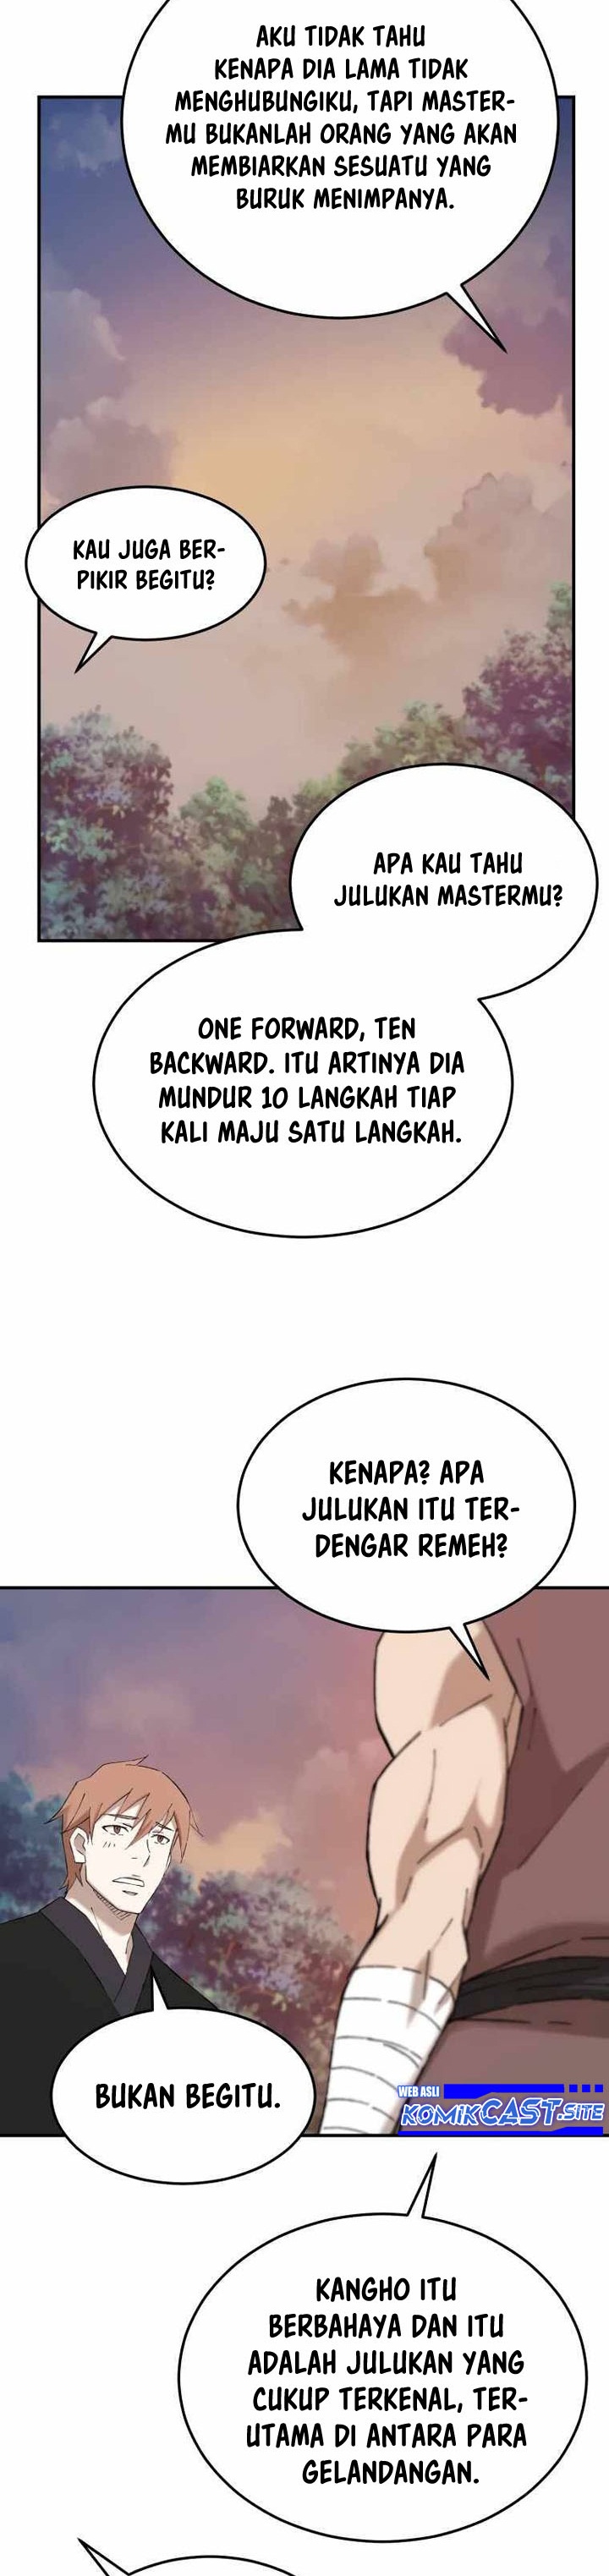 AKU TIDAK TAHU
KENAPA DIA LAMA TIDAK
MENGHUBUNGIKU, TAPI MASTER-
MU BUKANLAH ORANG YANG AKAN
MEMBIARKAN SESUATU YANG
BURUK MENIMPANYA.
KAU JUGA BER-
PIKIR BEGITU?
APA KAU TAHU
JULUKAN MASTERMU?
ONE FORWARD, TEN
BACKWARD. ITU ARTINYA DIA
MUNDUR 10 LANGKAH TIAP
KALI MAJU SATU LANGKAH.
KENAPA? APA
JULUKAN ITU TER-
DENGAR REMEH?
BUKAN BEGITU.
WEB ASLI
KOMIKCAST.SITE
KANGHO ITU
BERBAHAYA DAN ITU
ADALAH JULUKAN YANG
CUKUP TERKENAL, TER-
UTAMA DI ANTARA PARA
GELANDANGAN.